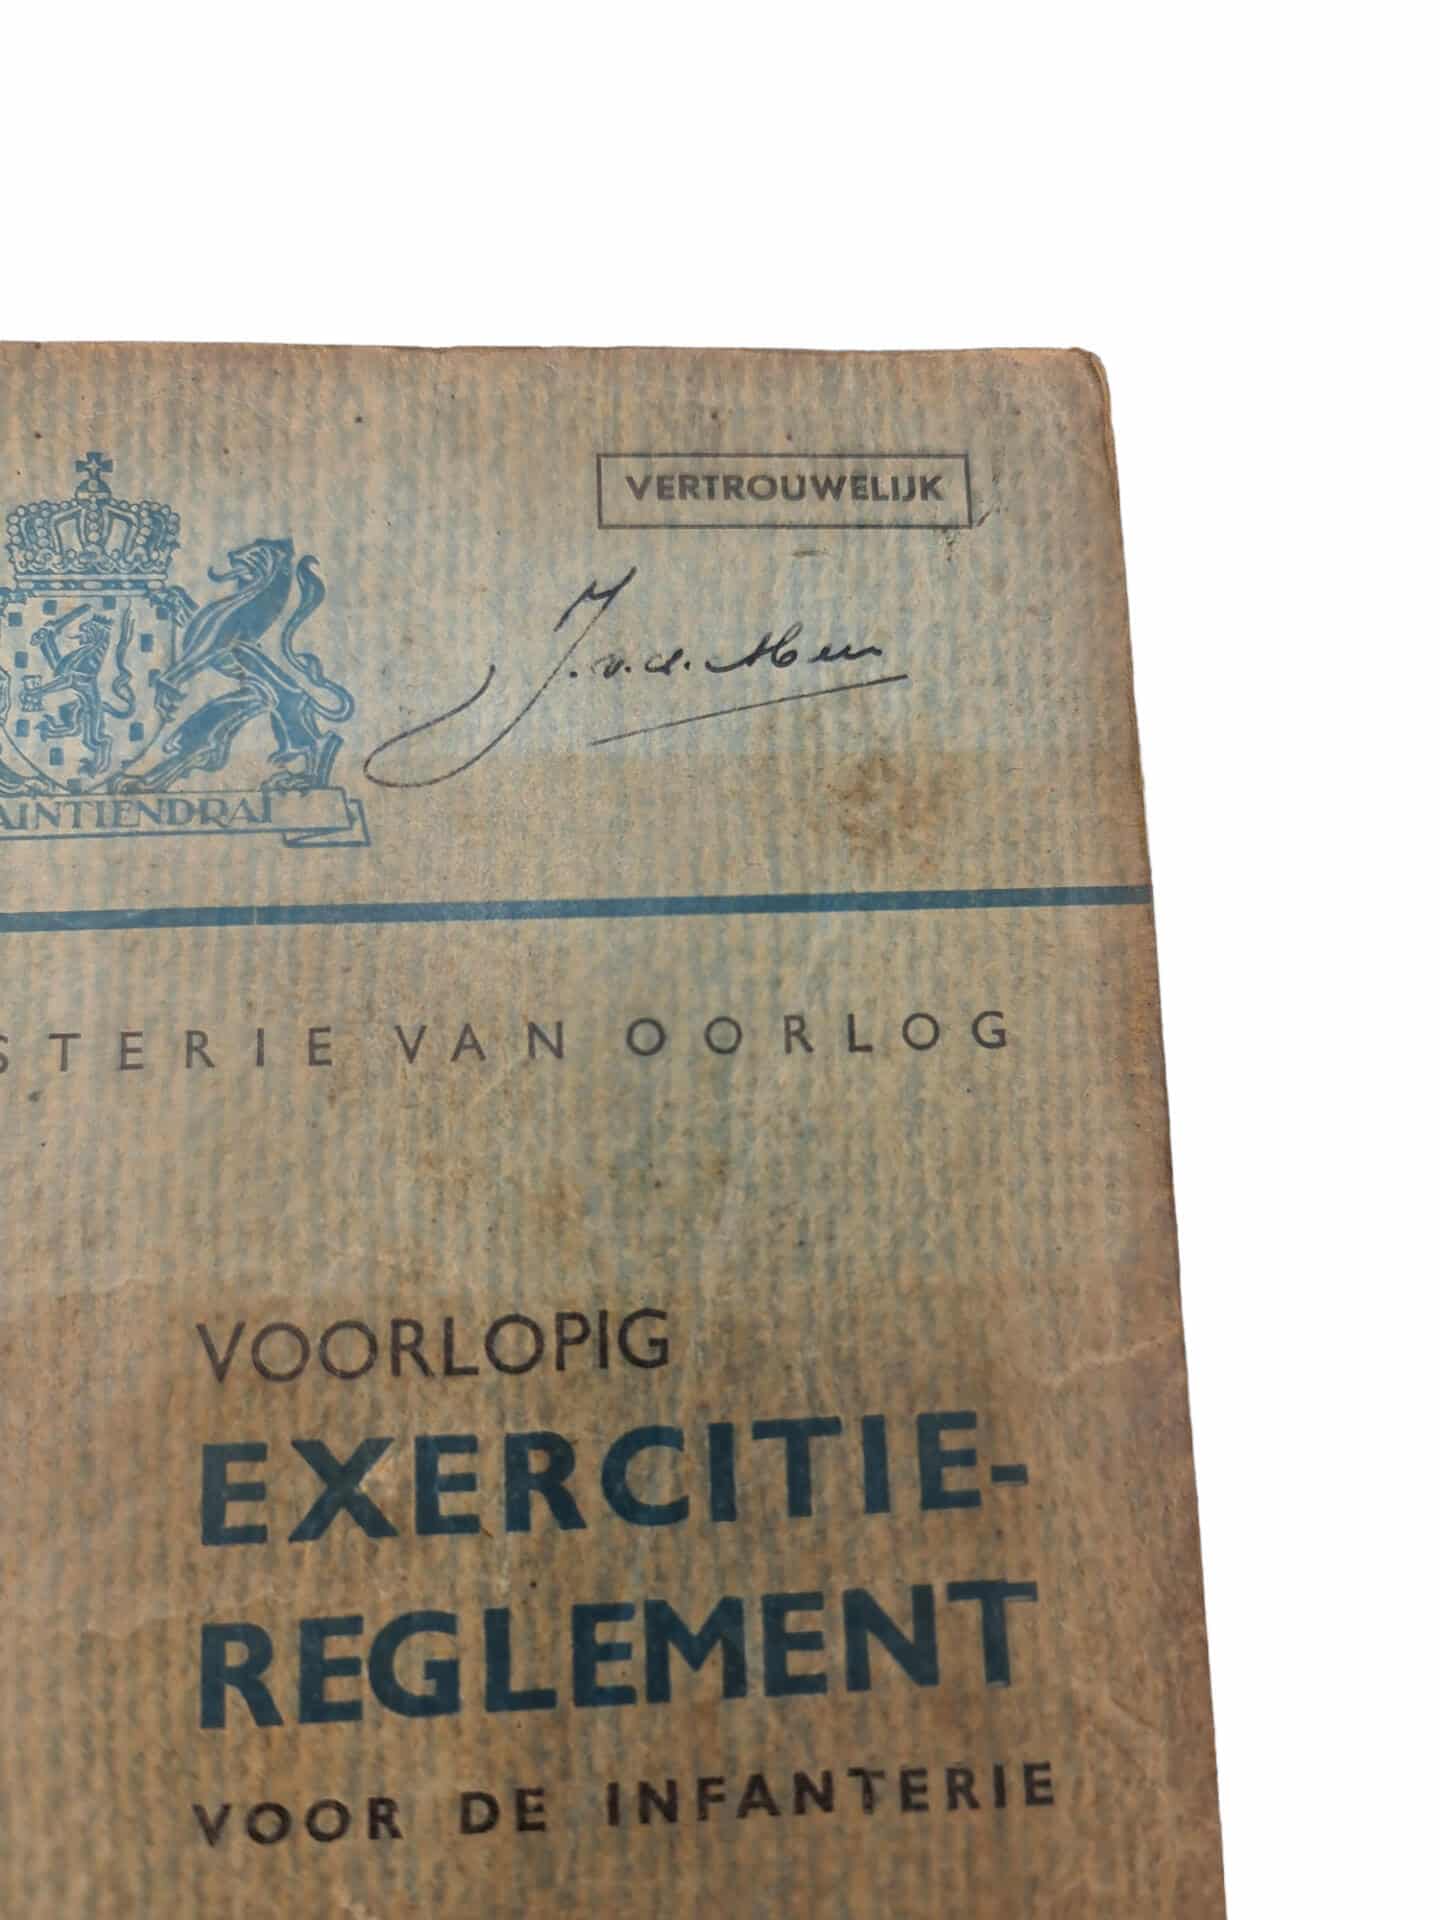 VERTROUWELIJK
J. v. d.
AINTIENDRAI
STERIE VAN OORLOG
VOORLOPIG
EXERCITIE-
REGLEMENT
VOOR DE INFANTERIE